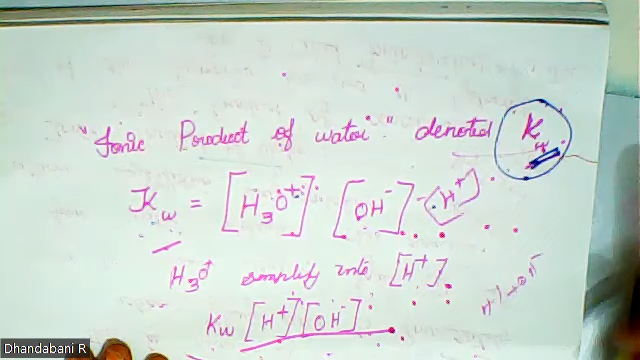 "Ionic Product of water" denoted Kw
Kw = [H₃O⁺] [OH⁻] [H⁺]
H₃O⁺ simplify into [H⁺]
Kw [H⁺] [OH⁻]
Dhandabani R